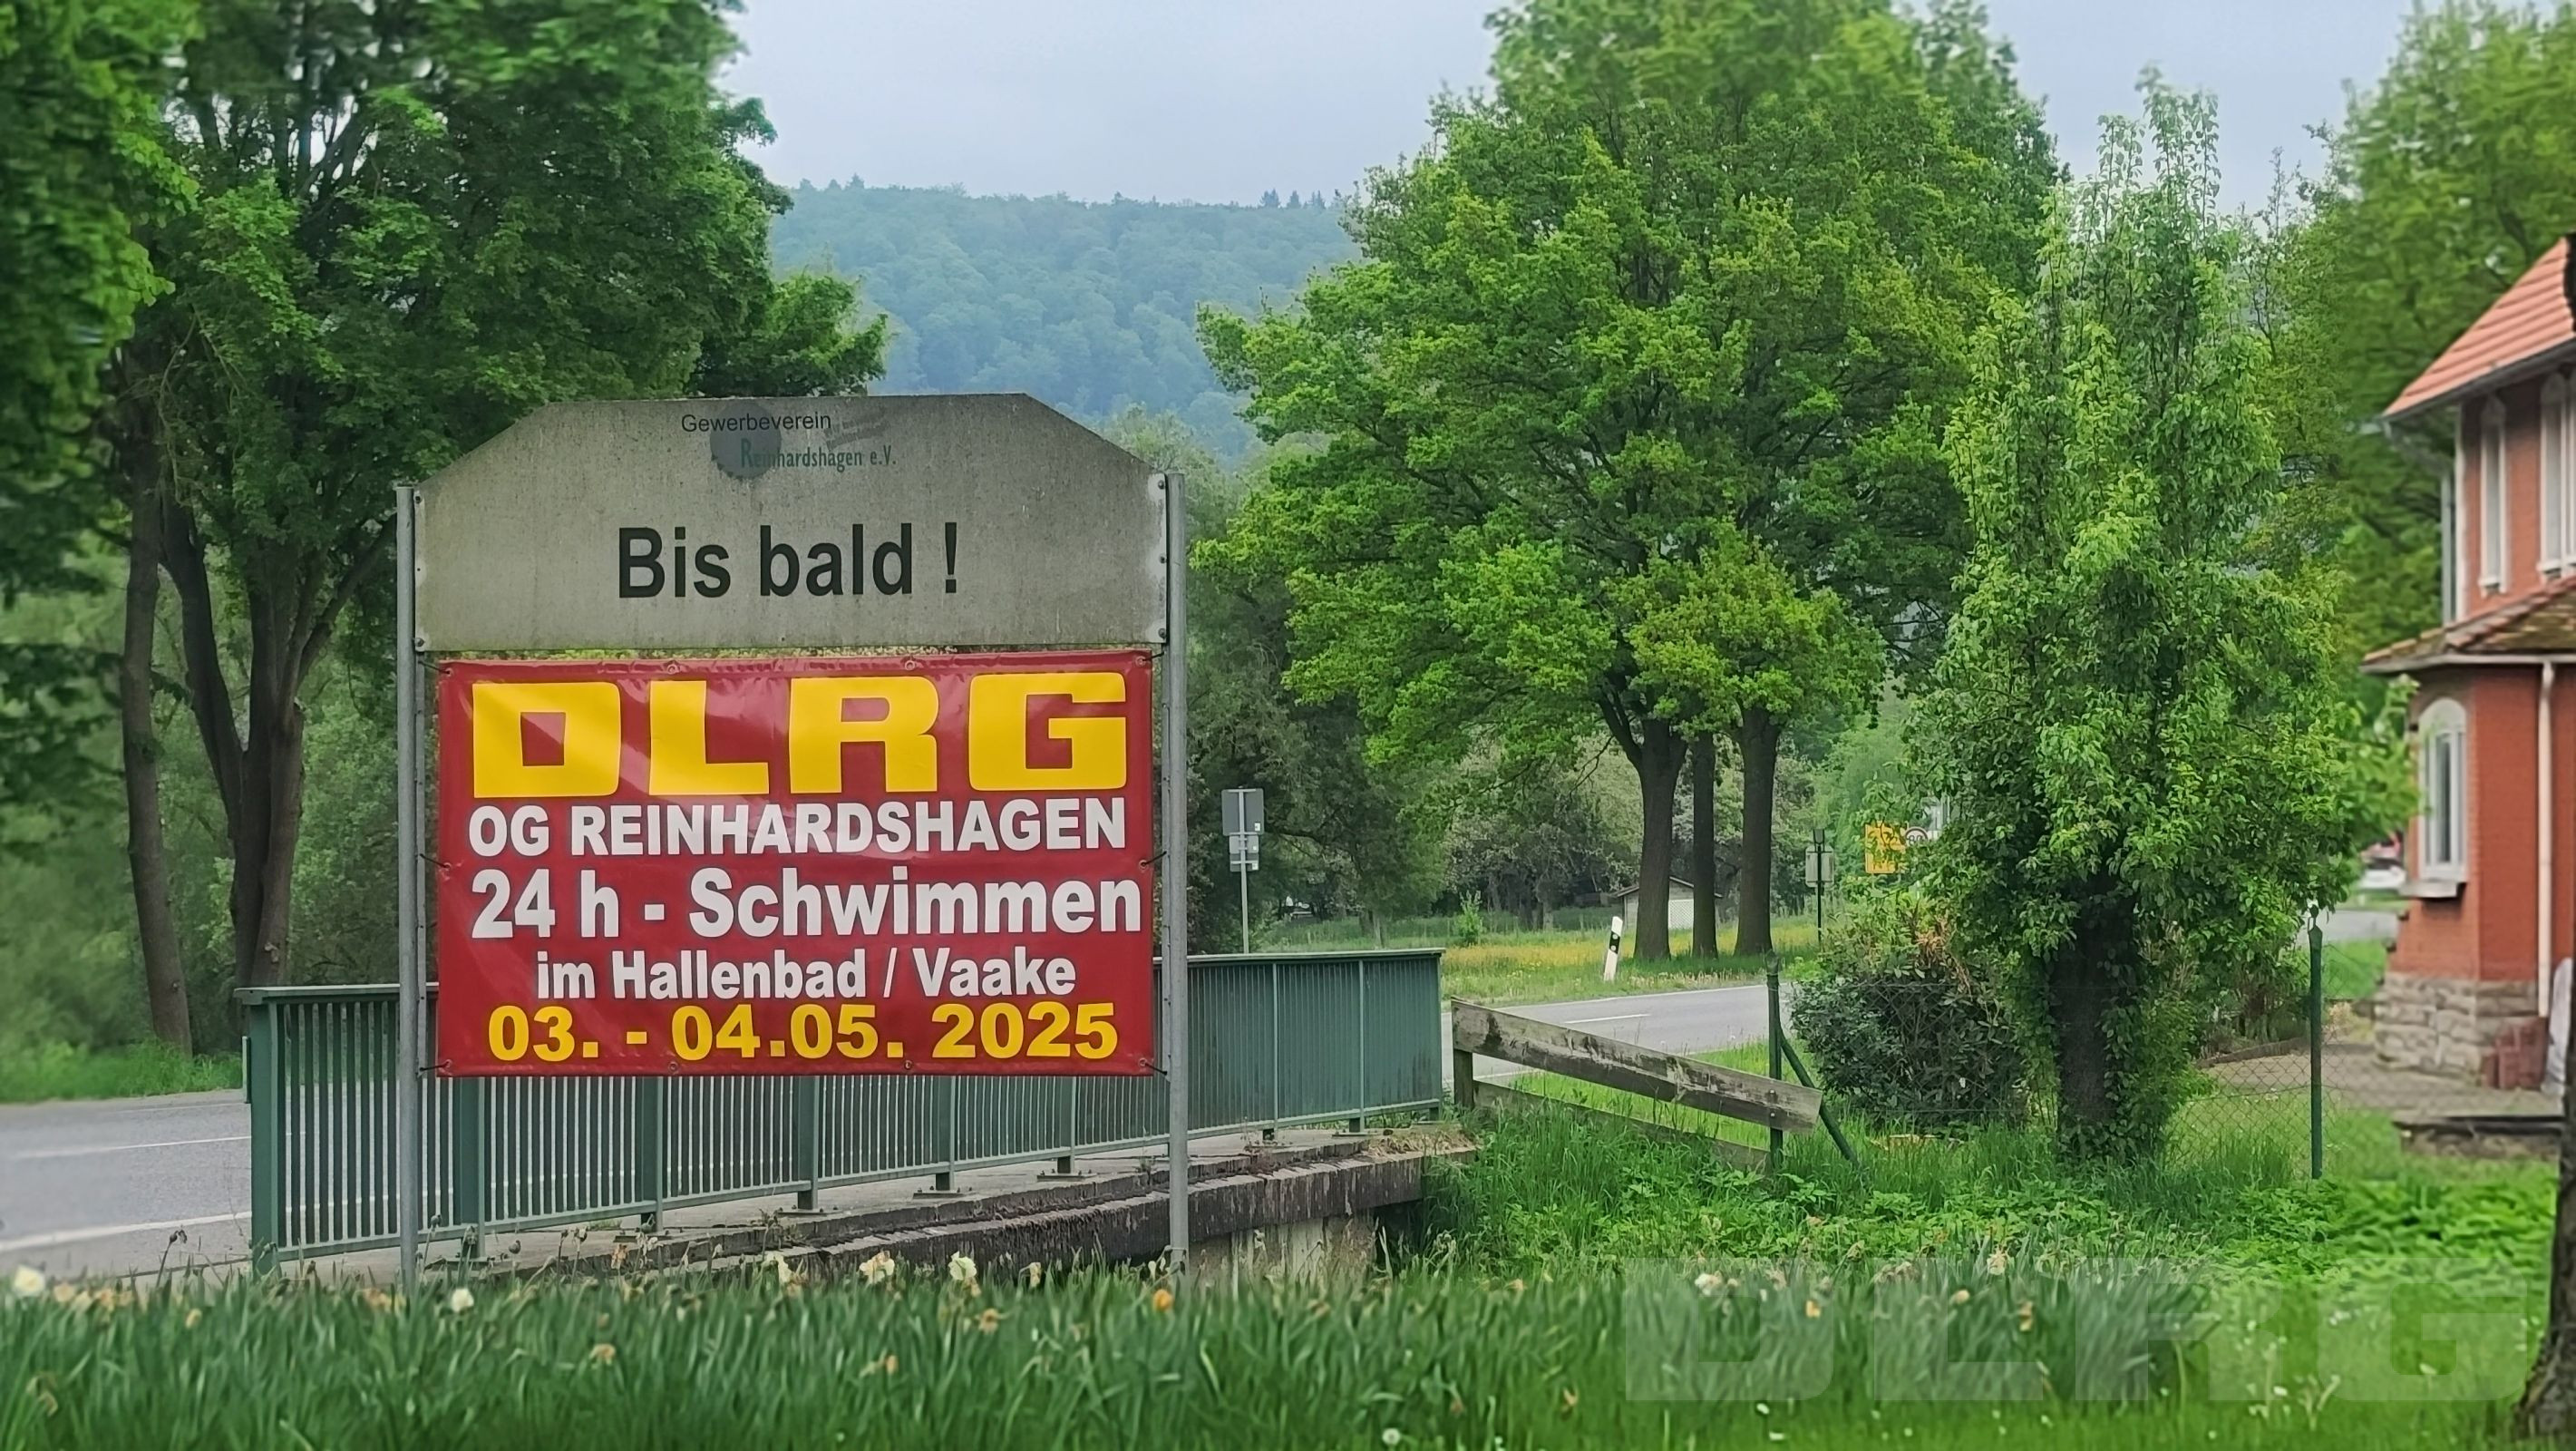 Gewerbeverein
Reinhardshagen e.V.
Bis bald !
DLRG
OG REINHARDSHAGEN
24 h - Schwimmen
im Hallenbad / Vaake
03. - 04.05. 2025
DLRG